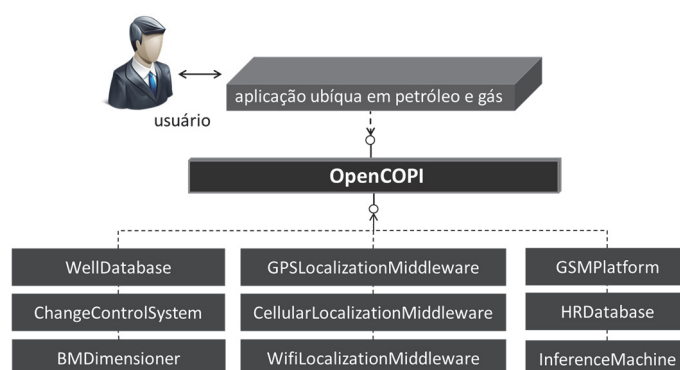 aplicação ubíqua em petróleo e gás
usuário
OpenCOPI
WellDatabase
GPSLocalizationMiddleware
GSMPlatform
ChangeControlSystem
CellularLocalizationMiddleware
HRDatabase
BMDimensioner
WifiLocalizationMiddleware
InferenceMachine